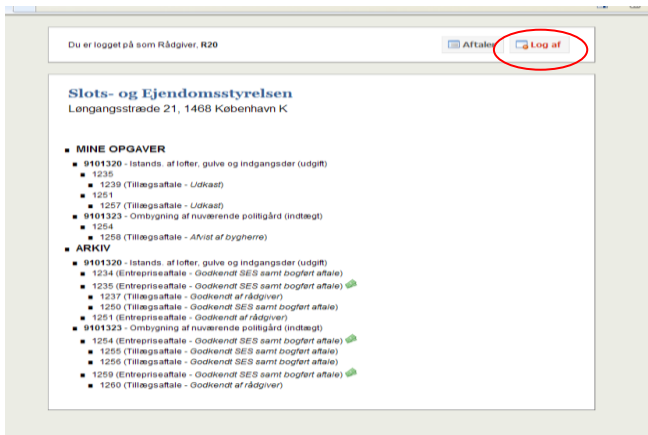 Du er logget på som Rådgiver, R20
Aftaler
Log af
Slots- og Ejendomsstyrelsen
Løngangsstræde 21, 1468 København K
MINE OPGAVER
9101320 - Istands. af lofter, gulve og indgangsdør (udgift)
1235
1239 (Tillægsaftale - Udkast)
1251
1257 (Tillægsaftale - Udkast)
9101323 - Ombygning af nuværende politigård (indtægt)
1254
1258 (Tillægsaftale - Afvist af bygherre)
ARKIV
9101320 - Istands. af lofter, gulve og indgangsdør (udgift)
1234 (Entrepriseaftale - Godkendt SES samt bogført aftale)
1235 (Entrepriseaftale - Godkendt SES samt bogført aftale)
1237 (Tillægsaftale - Godkendt af rådgiver)
1250 (Tillægsaftale - Godkendt SES samt bogført aftale)
1251 (Entrepriseaftale - Godkendt af rådgiver)
9101323 - Ombygning af nuværende politigård (indtægt)
1254 (Entrepriseaftale - Godkendt SES samt bogført aftale)
1255 (Tillægsaftale - Godkendt SES samt bogført aftale)
1256 (Tillægsaftale - Godkendt SES samt bogført aftale)
1259 (Entrepriseaftale - Godkendt SES samt bogført aftale)
1260 (Tillægsaftale - Godkendt af rådgiver)